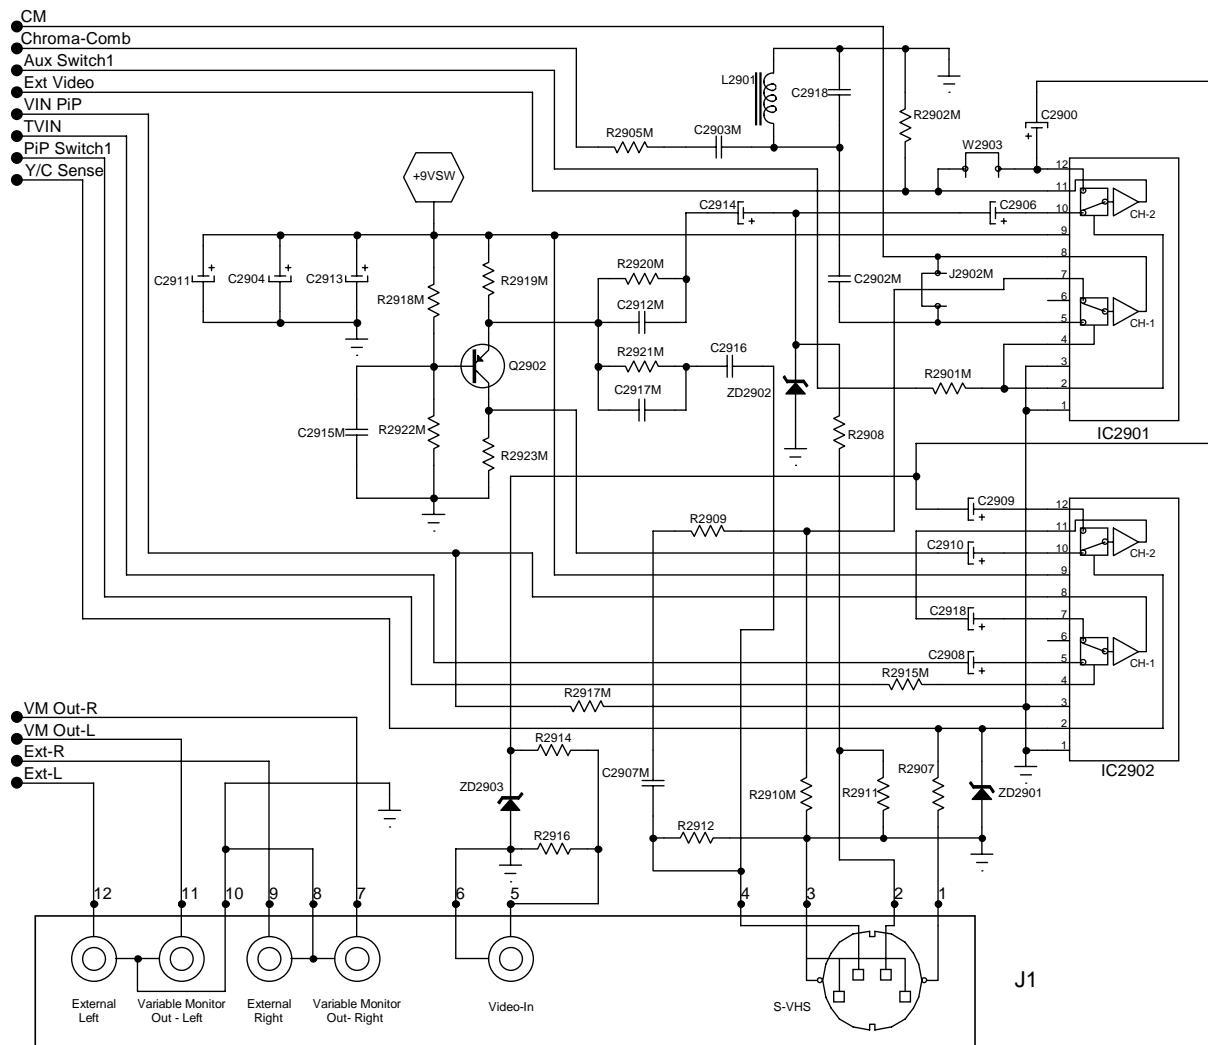 CM
Chroma-Comb
Aux Switch1
Ext Video
VIN PiP
TVIN
PiP Switch1
Y/C Sense
L2901
C2918
R2902M
C2900
+
R2905M
C2903M
W2903
+9VSW
12
11
10
9
8
7
6
5
4
3
2
1
CH-2
CH-1
IC2901
C2914
+
C2906
+
C2911
+
C2904
+
C2913
+
R2918M
R2919M
R2920M
C2912M
C2902M
J2902M
Q2902
R2921M
C2917M
C2916
ZD2902
R2901M
C2915M
R2922M
R2923M
R2908
R2909
C2909
+
C2910
+
C2918
+
C2908
+
R2915M
12
11
10
9
8
7
6
5
4
3
2
1
CH-2
CH-1
IC2902
R2917M
VM Out-R
VM Out-L
Ext-R
Ext-L
R2914
ZD2903
R2916
C2907M
R2912
R2910M
R2911
R2907
ZD2901
12
11
10
9
8
7
6
5
4
3
2
1
External
Left
Variable Monitor
Out - Left
External
Right
Variable Monitor
Out- Right
Video-In
S-VHS
J1